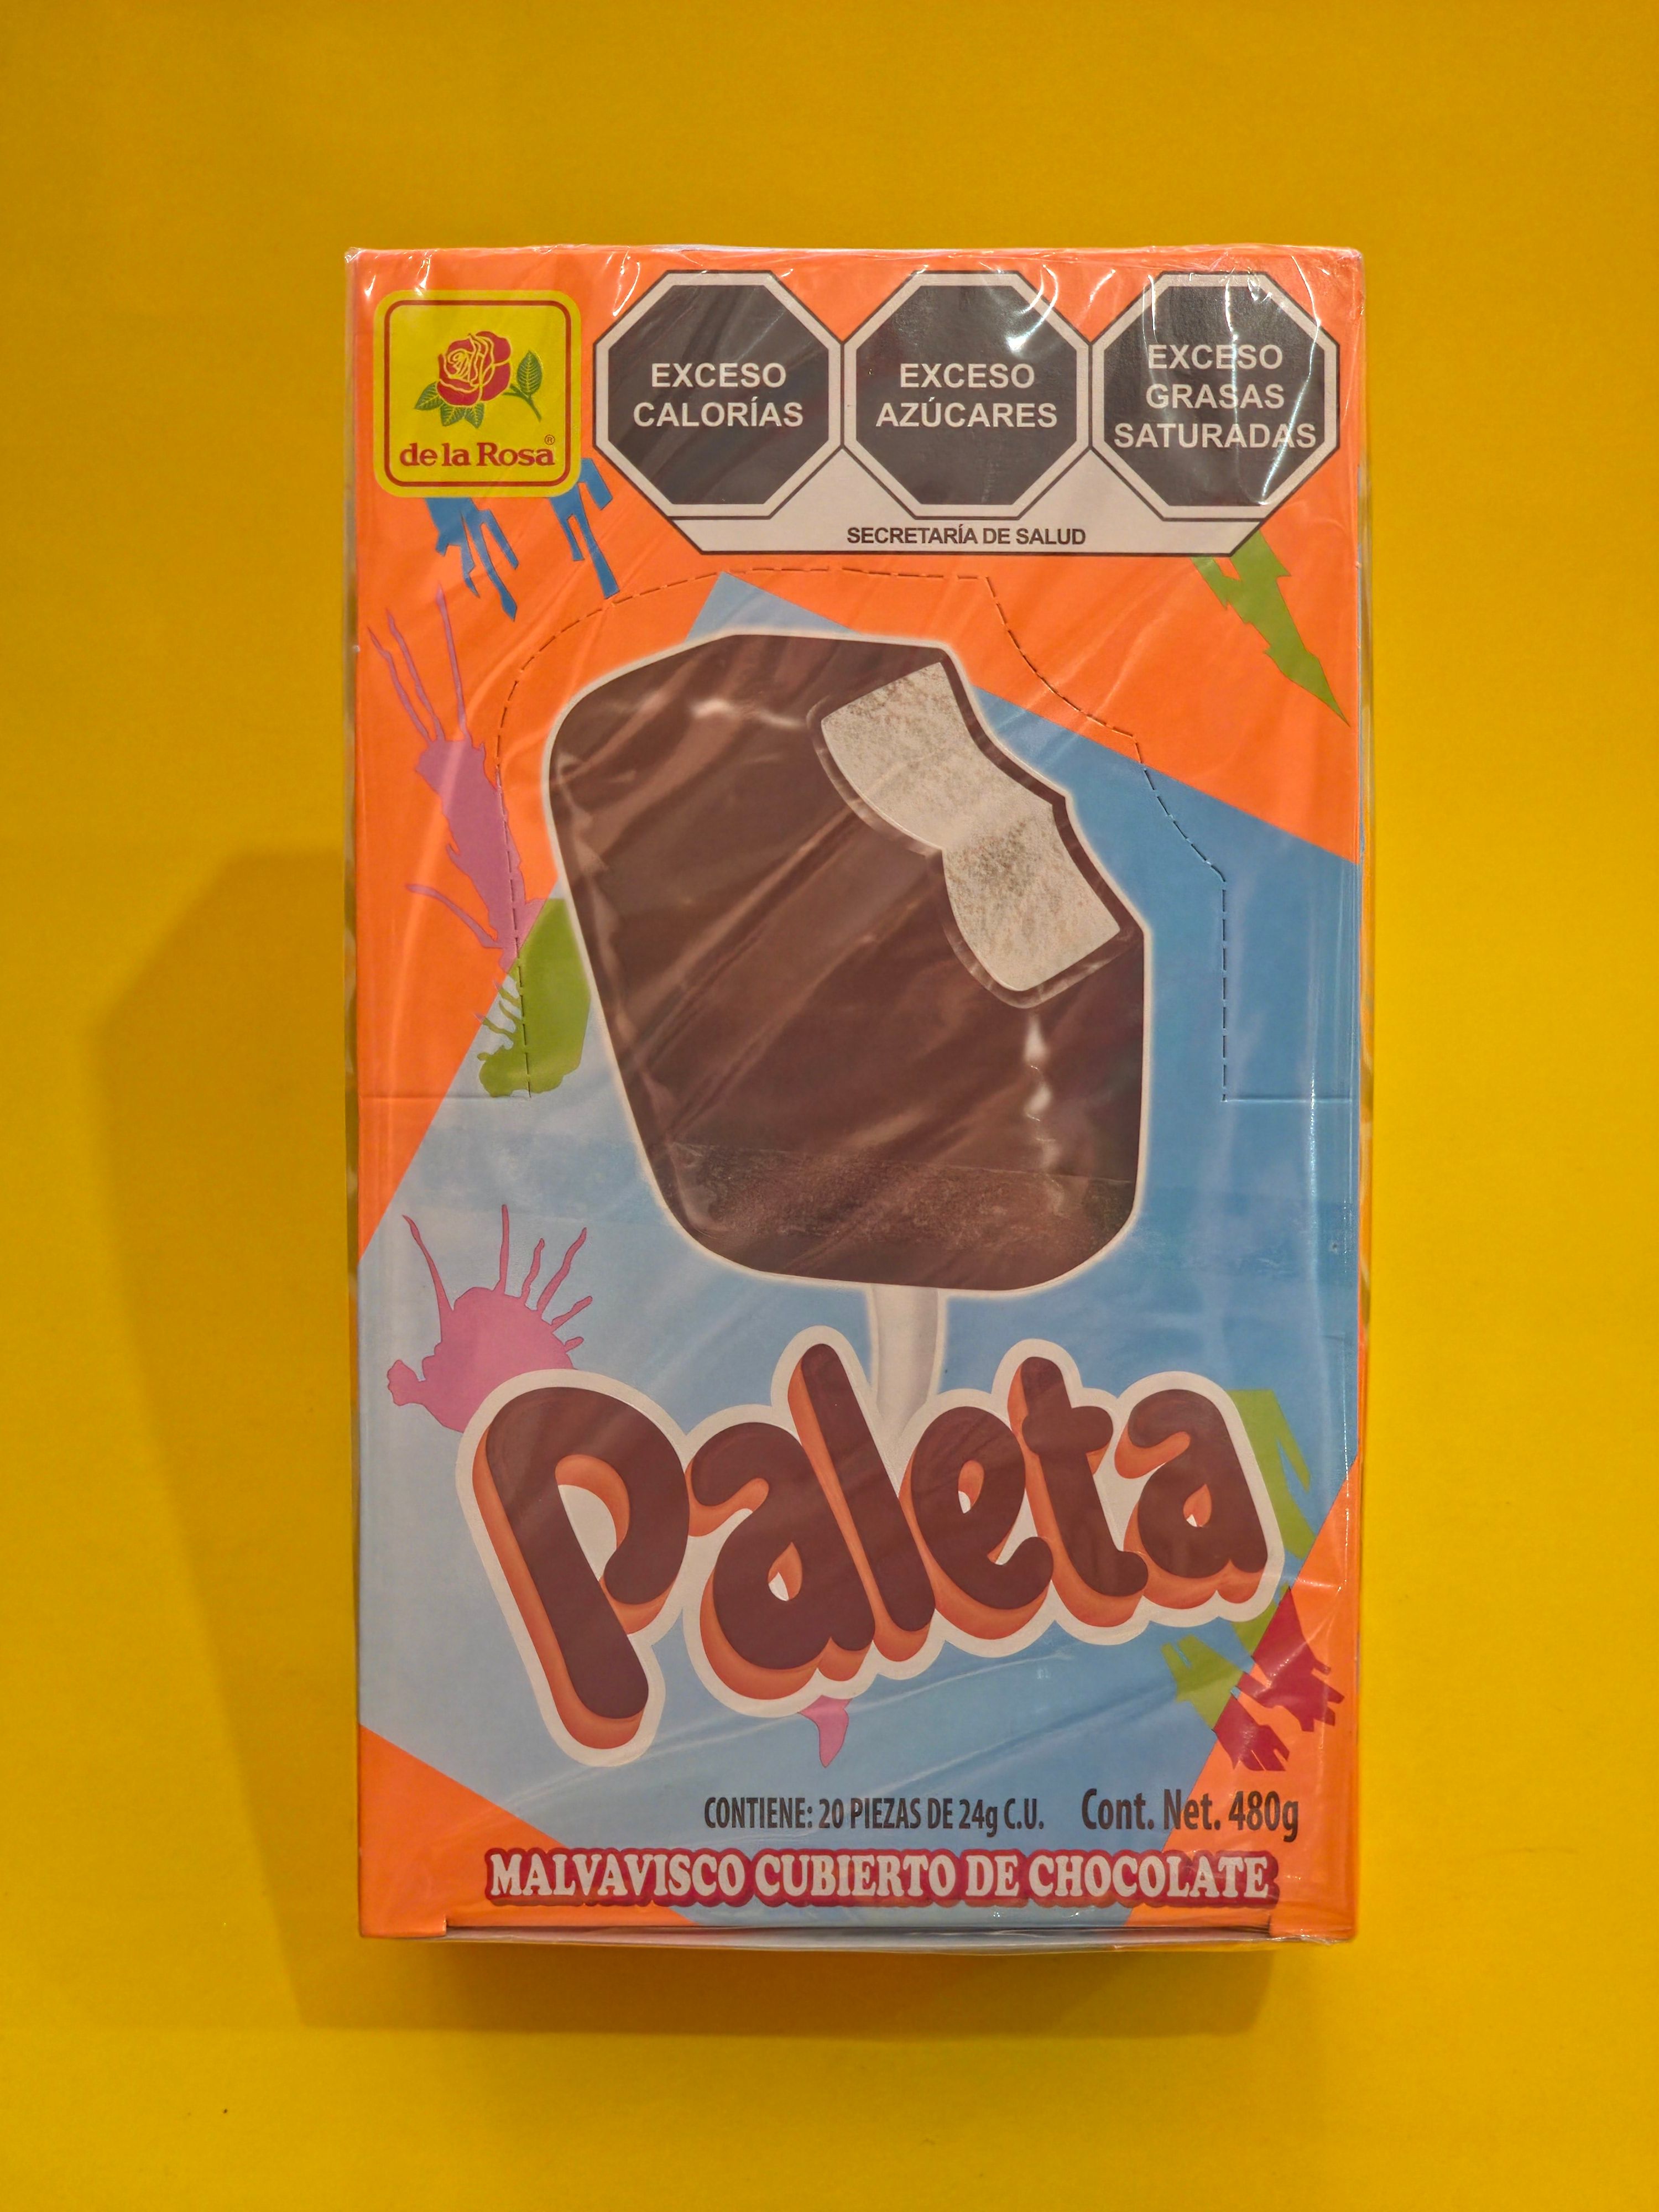 de la Rosa®
EXCESO
CALORÍAS
EXCESO
AZÚCARES
EXCESO
GRASAS
SATURADAS
SECRETARÍA DE SALUD
Paleta
CONTIENE: 20 PIEZAS DE 24g C.U. Cont. Net. 480g
MALVAVISCO CUBIERTO DE CHOCOLATE